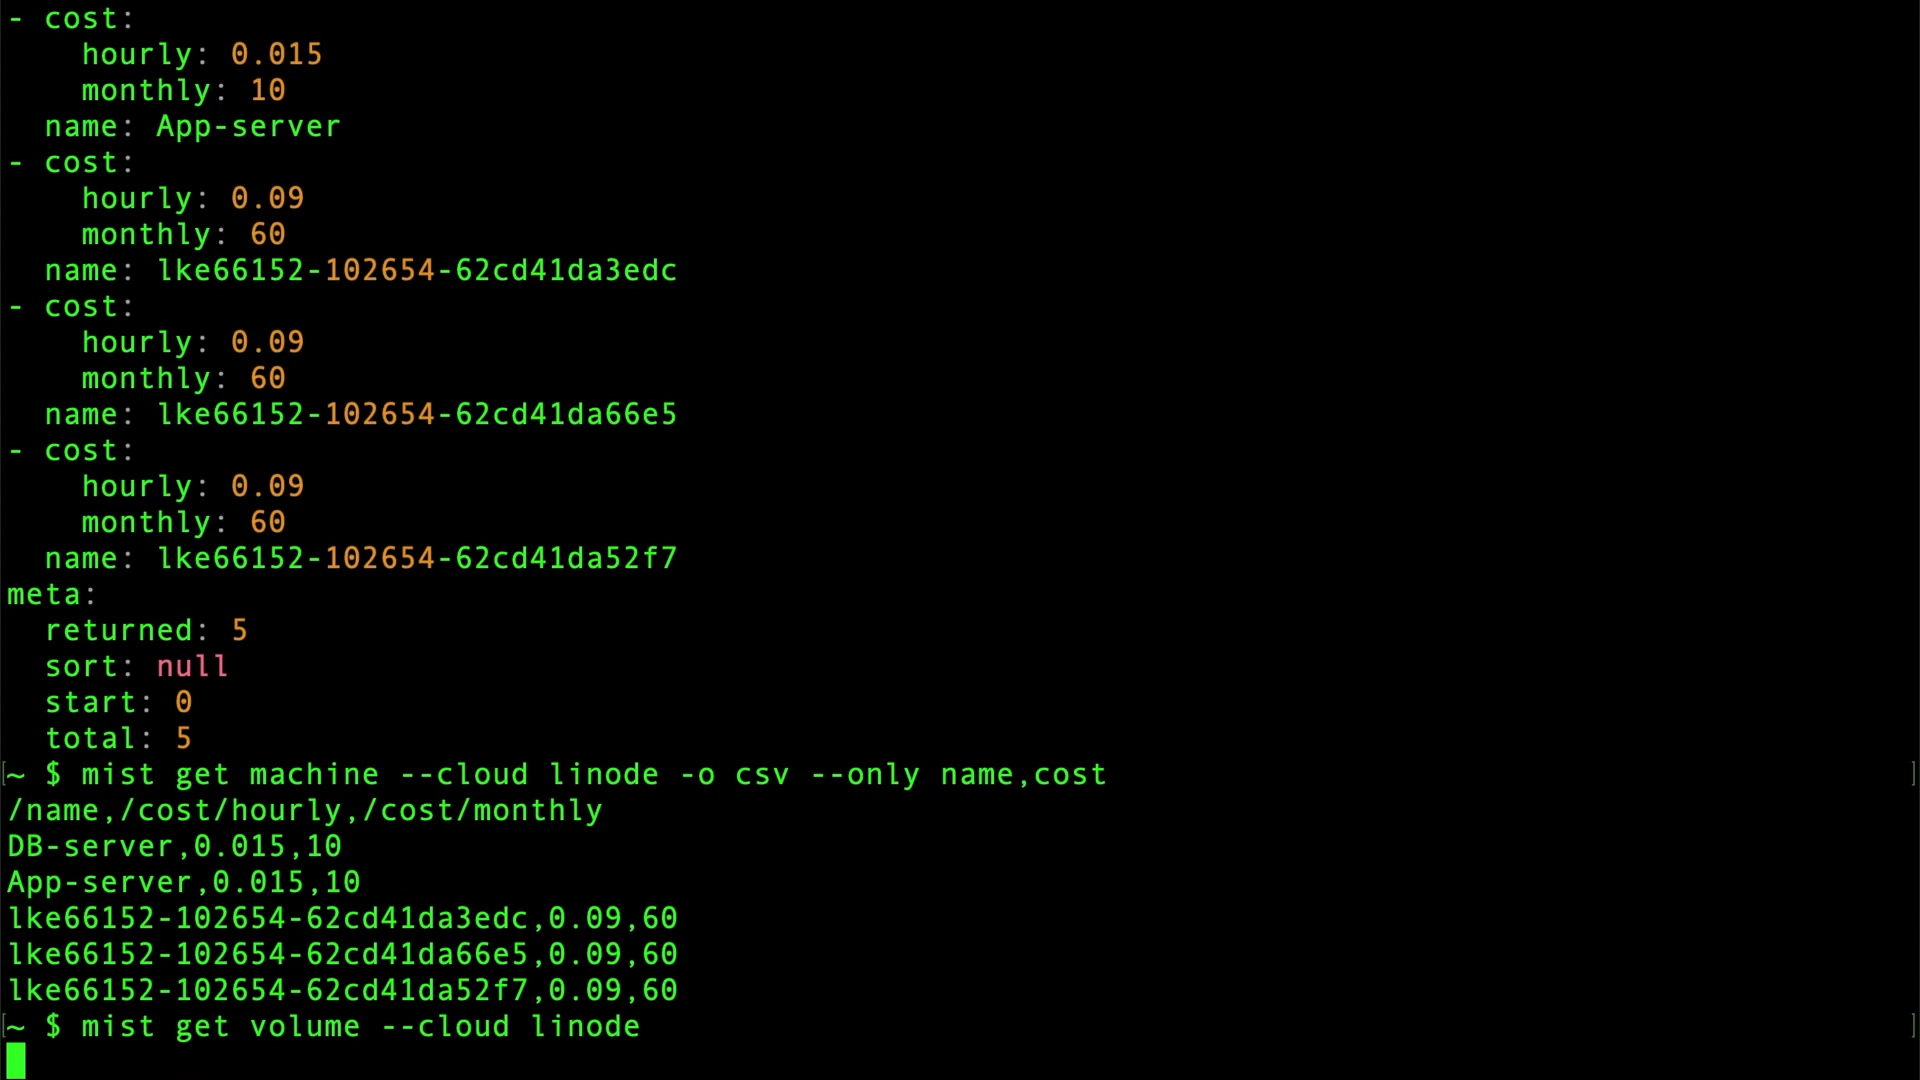 - cost:
    hourly: 0.015
    monthly: 10
  name: App-server
- cost:
    hourly: 0.09
    monthly: 60
  name: lke66152-102654-62cd41da3edc
- cost:
    hourly: 0.09
    monthly: 60
  name: lke66152-102654-62cd41da66e5
- cost:
    hourly: 0.09
    monthly: 60
  name: lke66152-102654-62cd41da52f7
meta:
  returned: 5
  sort: null
  start: 0
  total: 5
[~ $ mist get machine --cloud linode -o csv --only name,cost ]
/name,/cost/hourly,/cost/monthly
DB-server,0.015,10
App-server,0.015,10
lke66152-102654-62cd41da3edc,0.09,60
lke66152-102654-62cd41da66e5,0.09,60
lke66152-102654-62cd41da52f7,0.09,60
[~ $ mist get volume --cloud linode ]